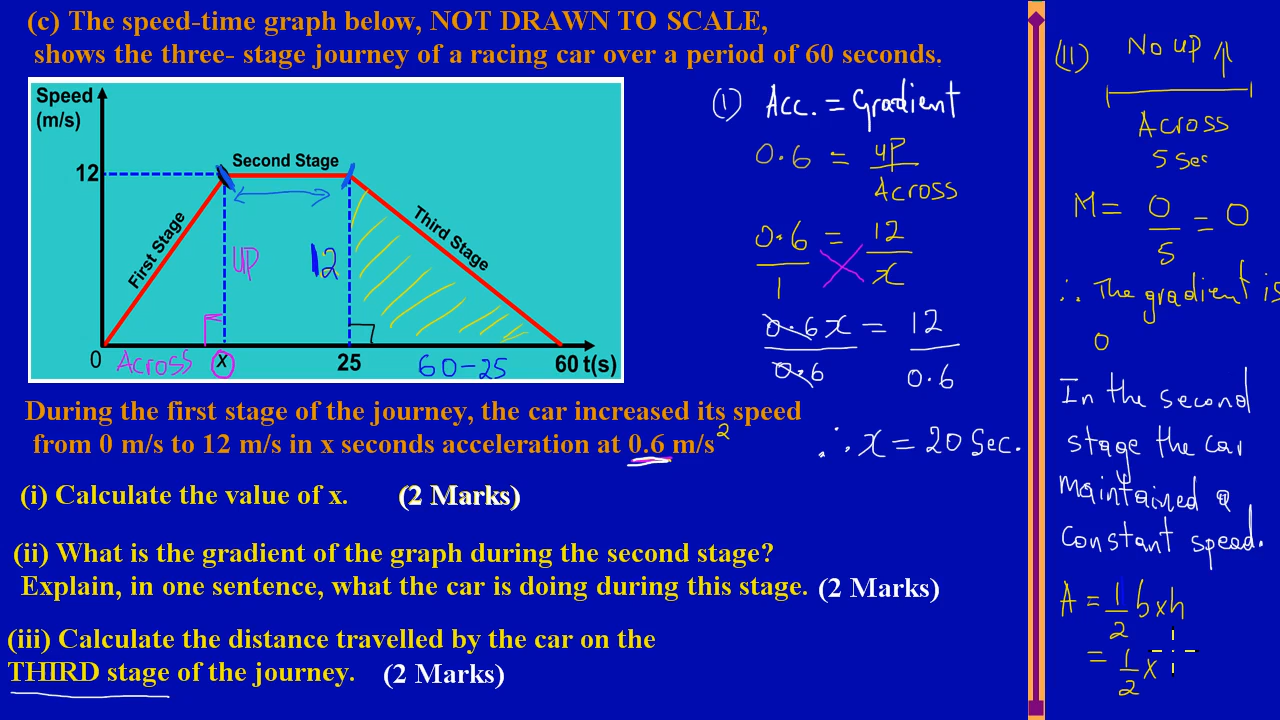 (c) The speed-time graph below, NOT DRAWN TO SCALE,
shows the three- stage journey of a racing car over a period of 60 seconds.
Speed
(m/s)
12
Second Stage
First Stage
Third Stage
UP
12
0
Across
x
25
60-25
60 t(s)
During the first stage of the journey, the car increased its speed
from 0 m/s to 12 m/s in x seconds acceleration at 0.6 m/s²
(i) Calculate the value of x. (2 Marks)
(ii) What is the gradient of the graph during the second stage?
Explain, in one sentence, what the car is doing during this stage. (2 Marks)
(iii) Calculate the distance travelled by the car on the
THIRD stage of the journey. (2 Marks)
(1) Acc. = Gradient
0.6 = UP / Across
0.6 / 1 = 12 / x
0.6 x / 0.6 = 12 / 0.6
∴ x = 20 Sec.
(11) No up ↑
Across
5 Sec
M = 0 / 5 = 0
∴ The gradient is
0
In the second
stage the car
maintained a
constant speed.
A = 1/2 b x h
= 1/2 x